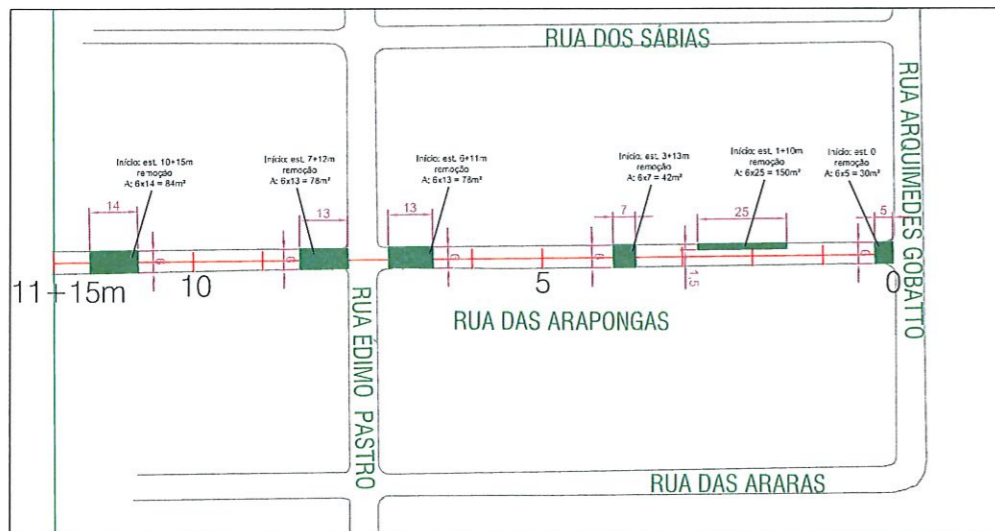 RUA DOS SÁBIAS
RUA ARQUIMEDES GOBATTO
Início: est. 10+15m
remoção
A: 6x14 = 84m²
Início: est. 7+12m
remoção
A: 6x13 = 78m²
Início: est. 6+11m
remoção
A: 6x13 = 78m²
Início: est. 3+13m
remoção
A: 6x7 = 42m²
Início: est. 1+10m
remoção
A: 6x25 = 150m²
Início: est. 0
remoção
A: 6x5 = 30m²
14
13
13
7
25
5
6
6
6
6
1,5
6
11+15m
10
5
0
RUA DAS ARAPONGAS
RUA ÉDIMO PASTRO
RUA DAS ARARAS